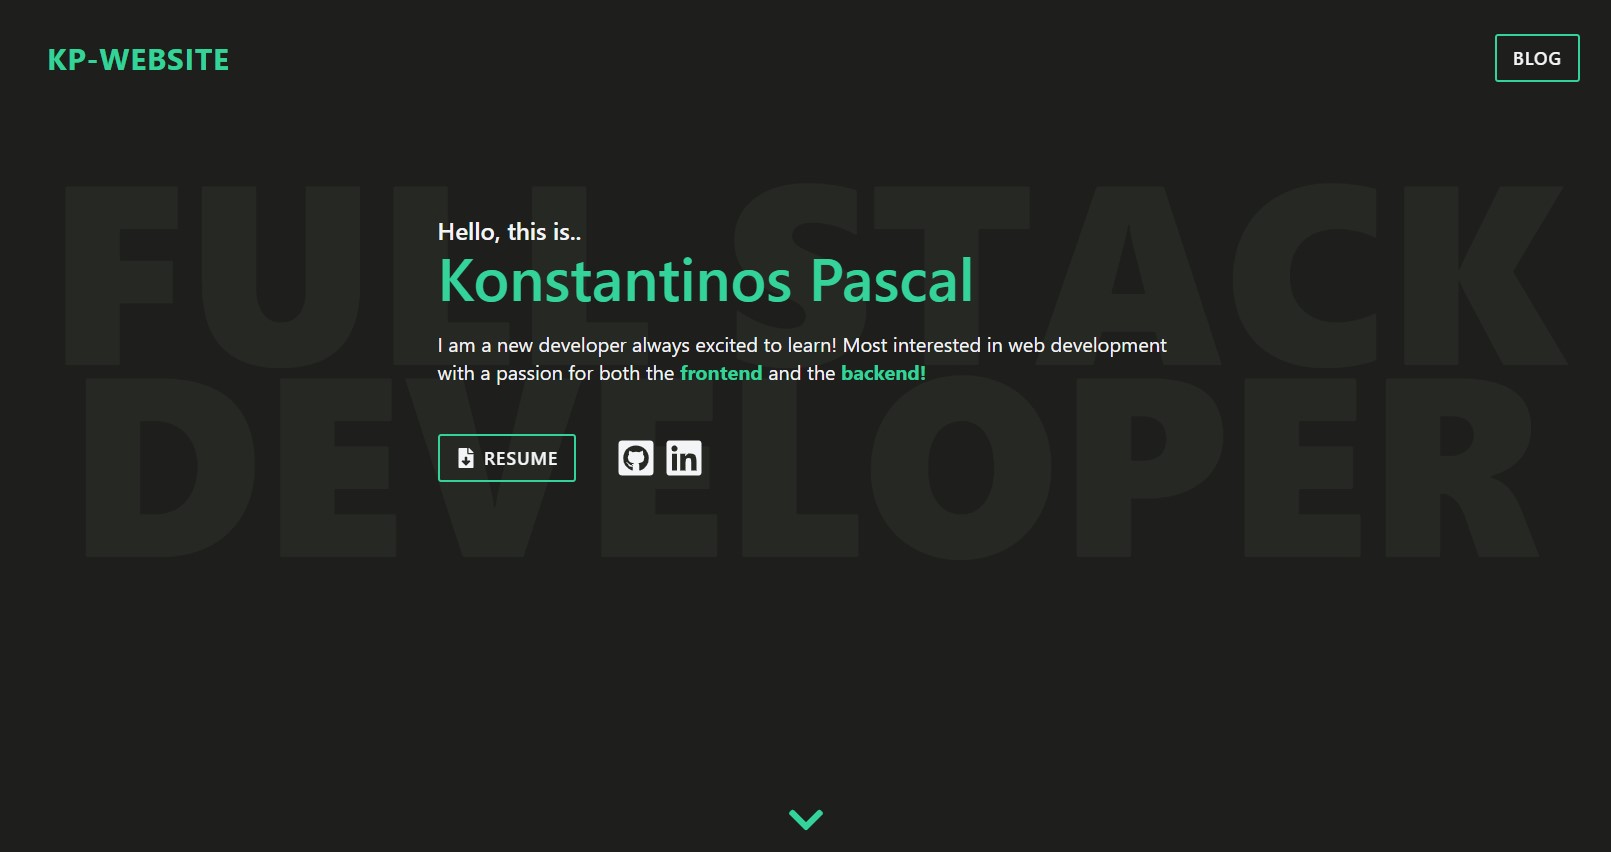 KP-WEBSITE
BLOG
FULL STACK
DEVELOPER
Hello, this is..
Konstantinos Pascal
I am a new developer always excited to learn! Most interested in web development
with a passion for both the frontend and the backend!
RESUME
in